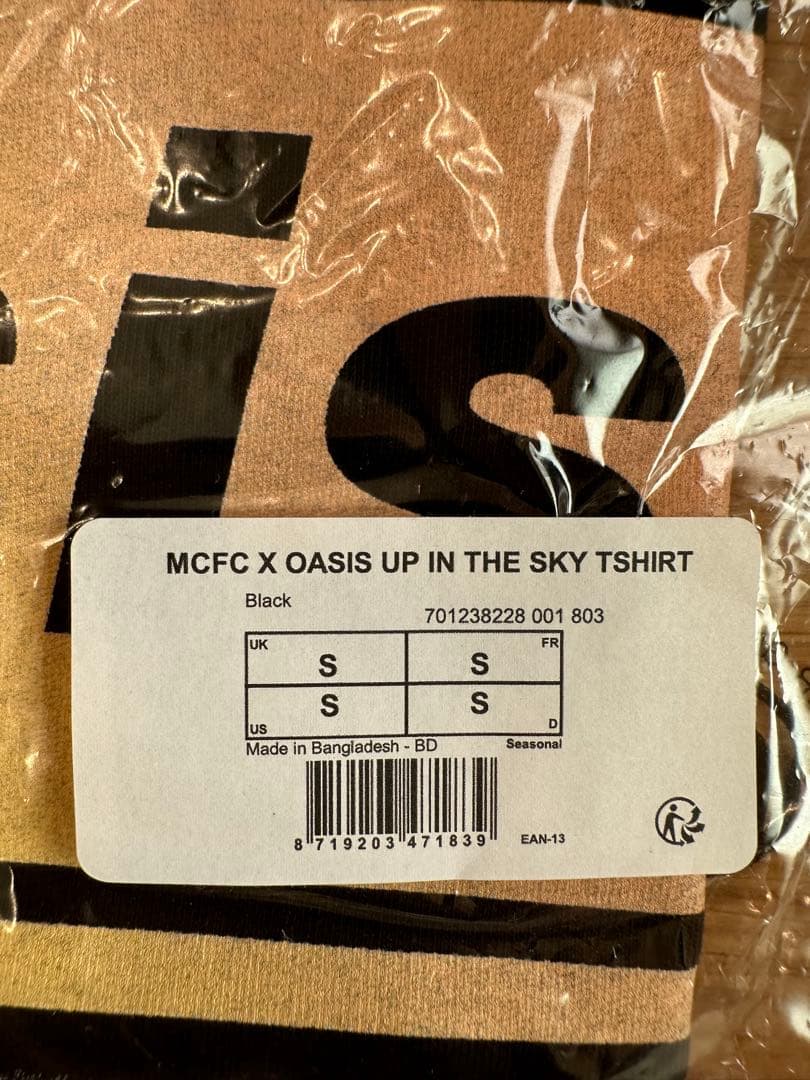 is
MCFC X OASIS UP IN THE SKY TSHIRT
Black
701238228 001 803
UK S S FR
US S S D
Made in Bangladesh - BD Seasonal
8 719203 471839 EAN-13